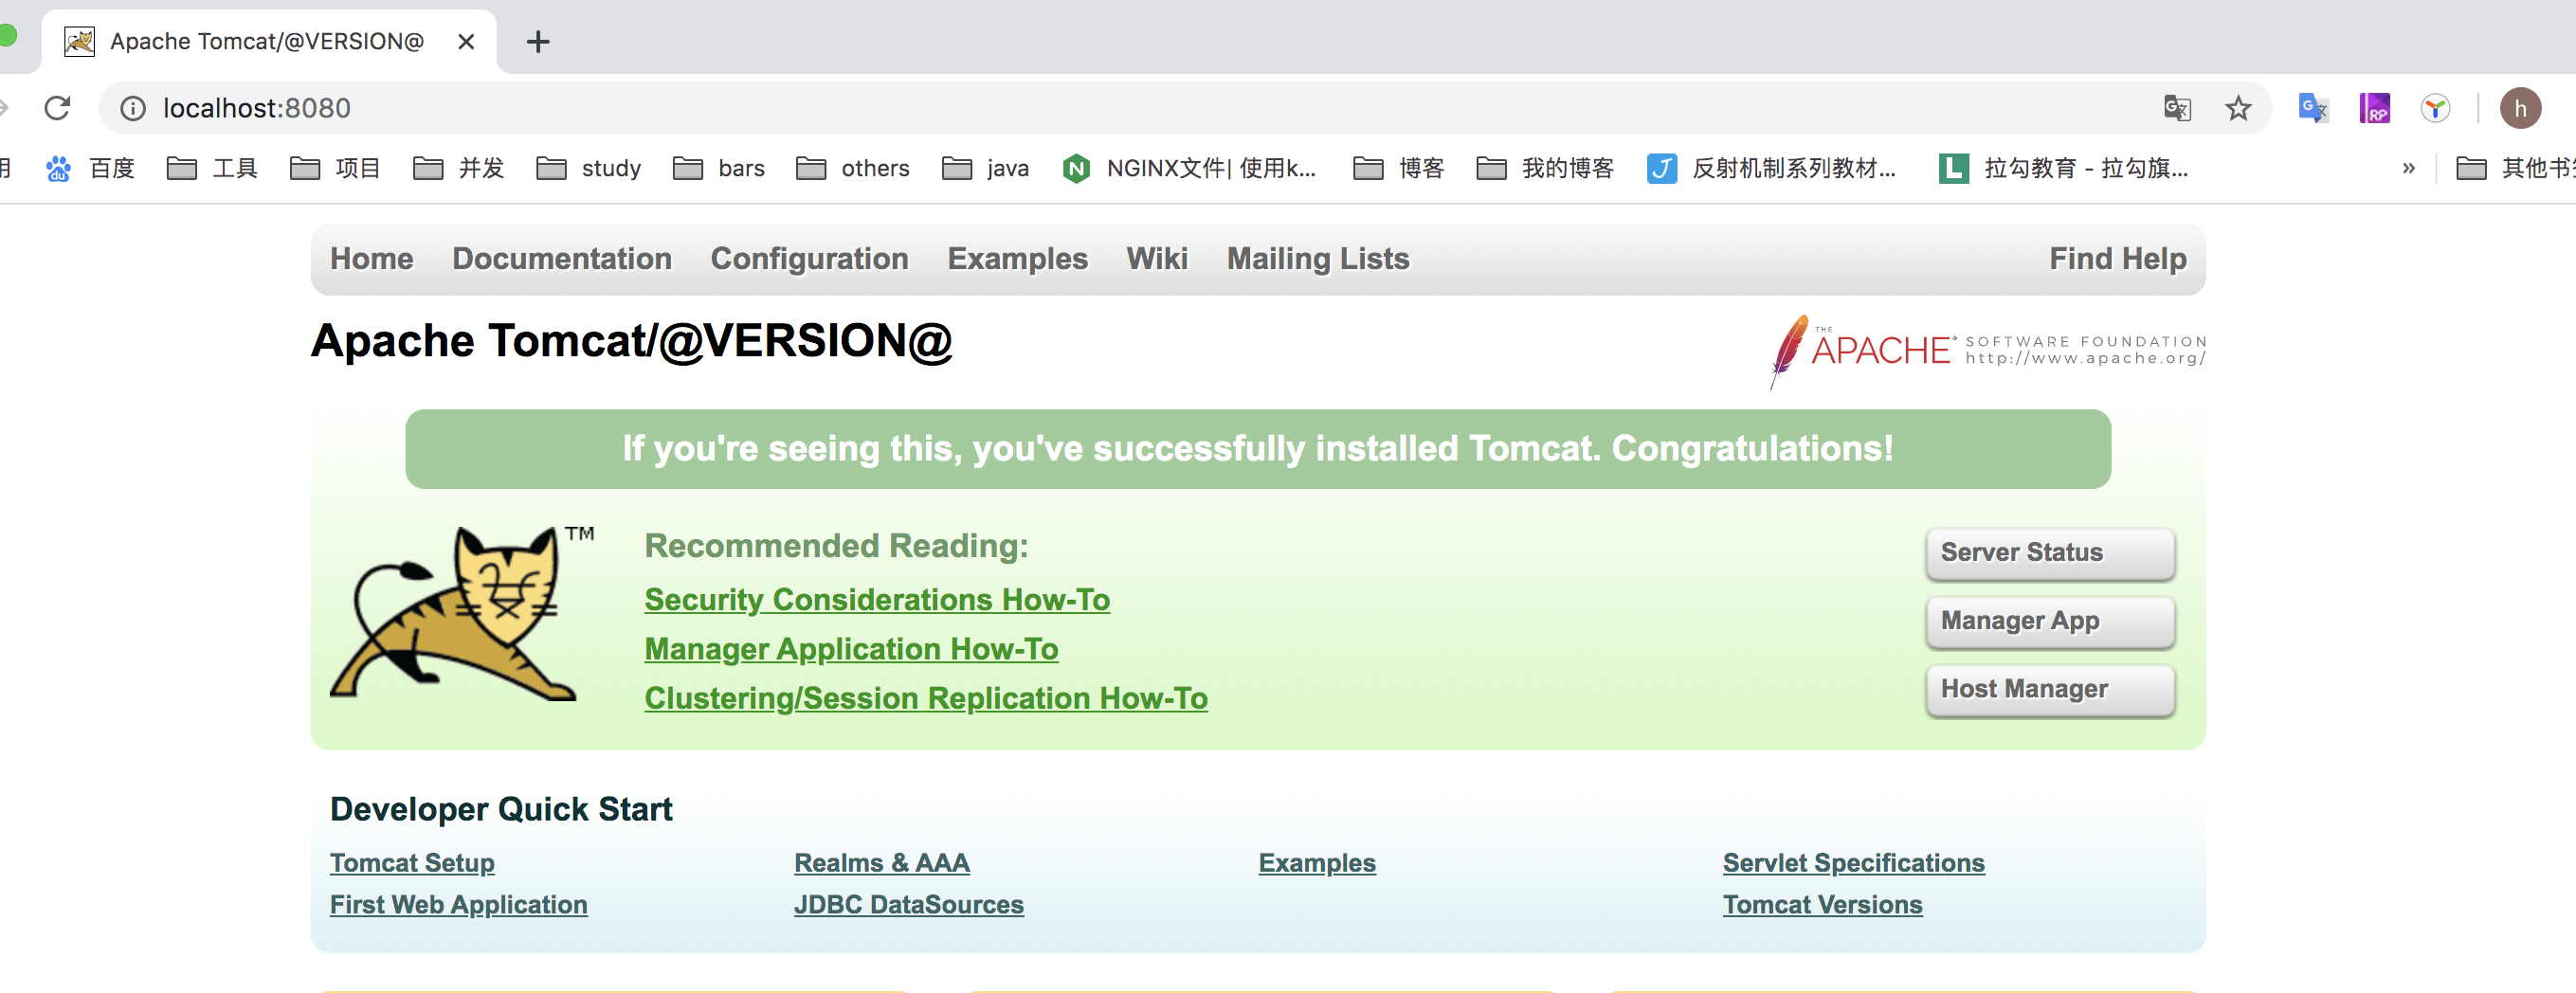 Apache Tomcat/@VERSION@
localhost:8080
h
用 百度 工具 项目 并发 study bars others java NGINX文件| 使用k... 博客 我的博客 反射机制系列教材... 拉勾教育 - 拉勾旗... » 其他书签
Home Documentation Configuration Examples Wiki Mailing Lists Find Help
Apache Tomcat/@VERSION@
THE
APACHE® SOFTWARE FOUNDATION
http://www.apache.org/
If you're seeing this, you've successfully installed Tomcat. Congratulations!
TM
Recommended Reading:
Security Considerations How-To
Manager Application How-To
Clustering/Session Replication How-To
Server Status
Manager App
Host Manager
Developer Quick Start
Tomcat Setup Realms & AAA Examples Servlet Specifications
First Web Application JDBC DataSources Tomcat Versions